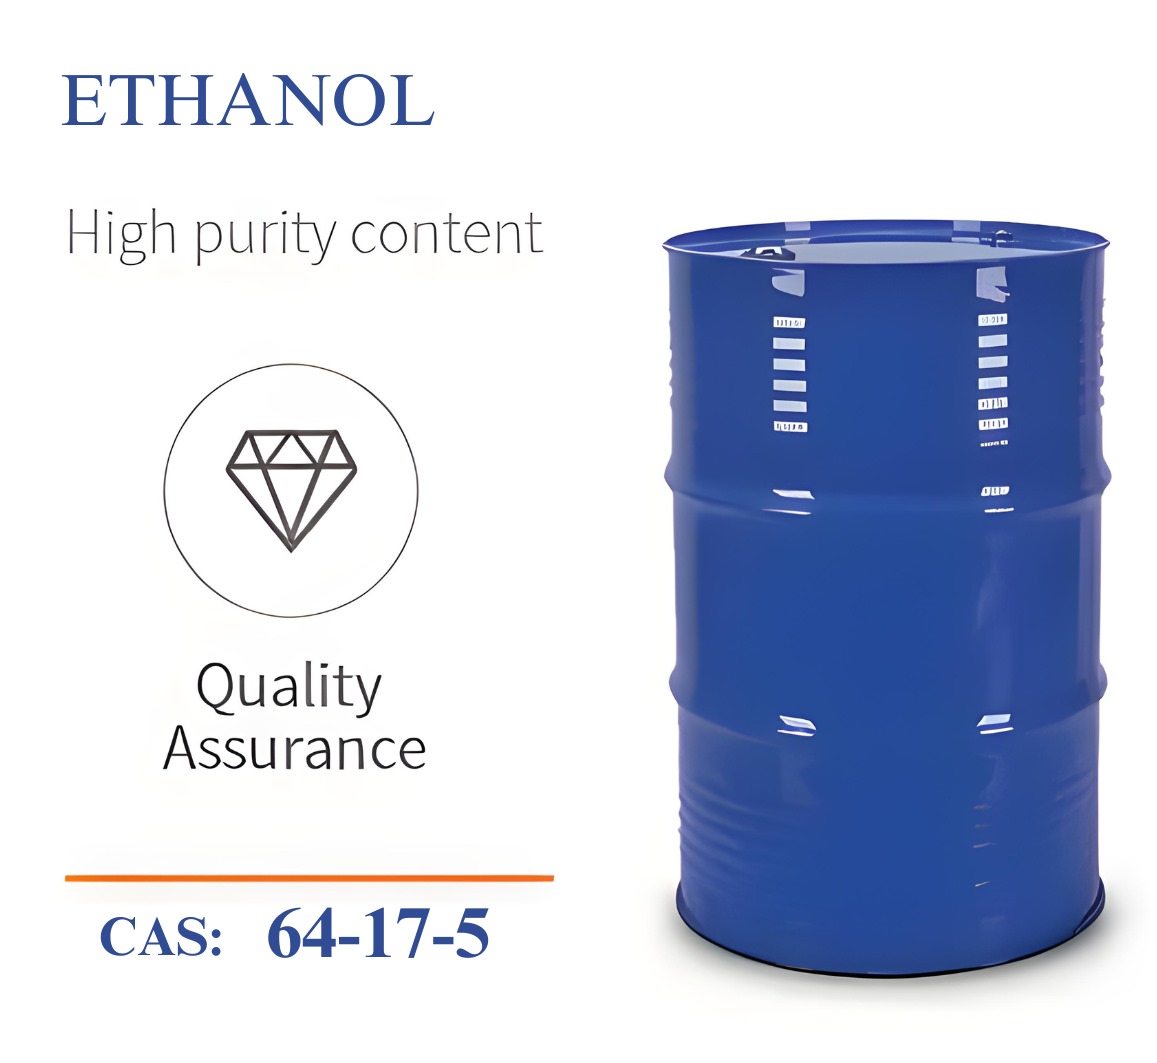 ETHANOL
High purity content
Quality
Assurance
CAS: 64-17-5